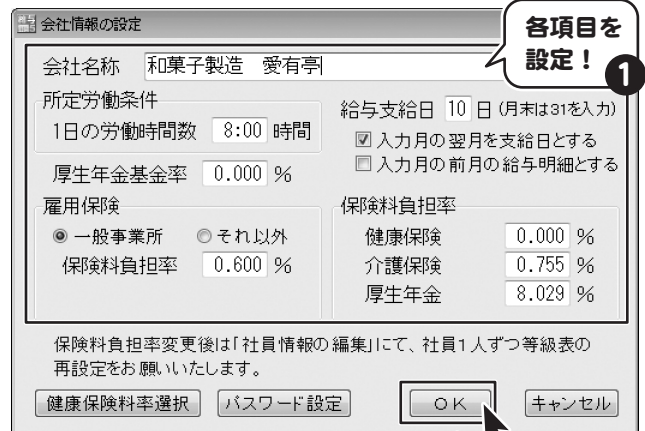 会社情報の設定
各項目を
設定！
❶
会社名称 和菓子製造 愛有亭
所定労働条件
1日の労働時間数 8:00 時間
給与支給日 10 日 (月末は31を入力)
☑ 入力月の翌月を支給日とする
□ 入力月の前月の給与明細とする
厚生年金基金率 0.000 %
雇用保険
◉ 一般事業所 ○ それ以外
保険料負担率 0.600 %
保険料負担率
健康保険 0.000 %
介護保険 0.755 %
厚生年金 8.029 %
保険料負担率変更後は「社員情報の編集」にて、社員1人ずつ等級表の
再設定をお願いいたします。
健康保険料率選択 パスワード設定 OK キャンセル